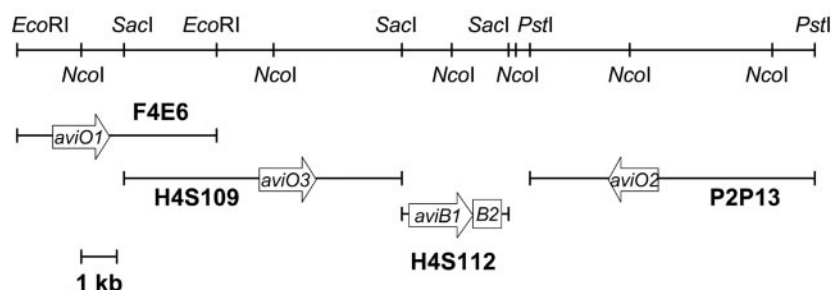 EcoRI SacI EcoRI SacI SacI PstI PstI
NcoI NcoI NcoI NcoI NcoI NcoI
F4E6
aviO1
aviO3 aviO2
H4S109 P2P13
aviB1 B2
H4S112
1 kb